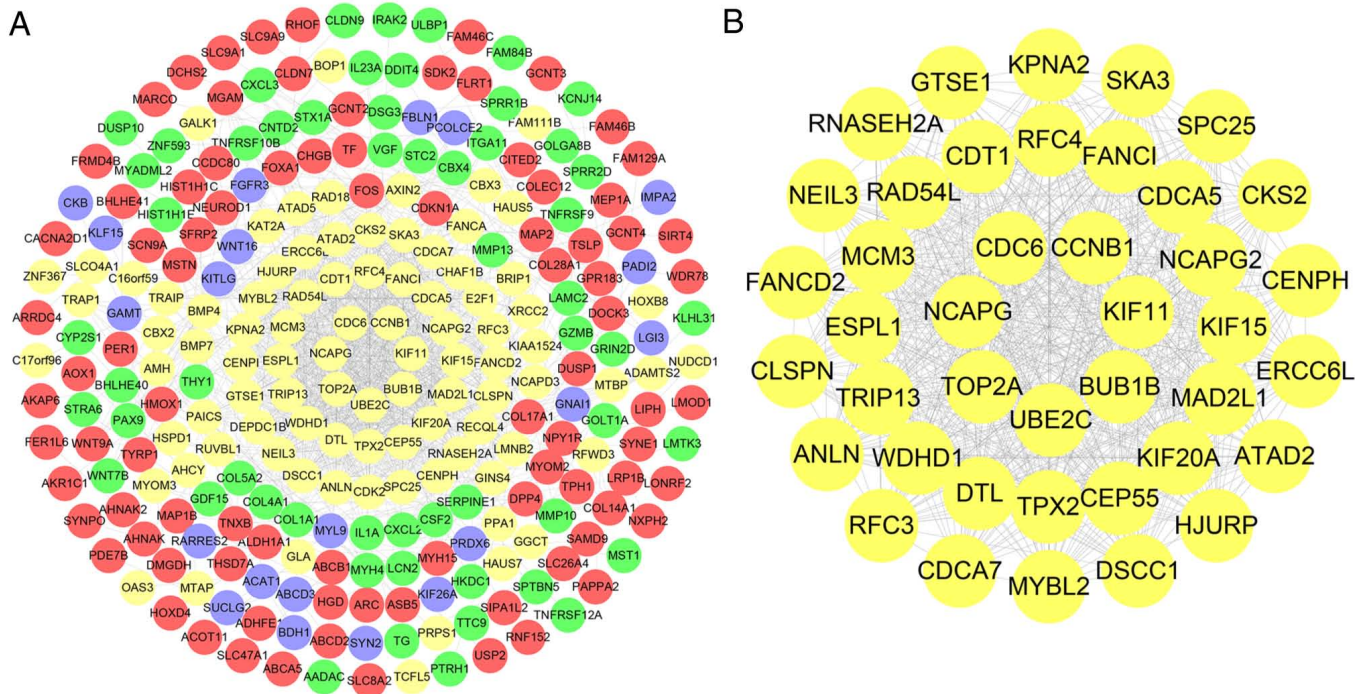 A
B
CLDN9
IRAK2
ULBP1
RHOF
FAM46C
SLC9A9
FAM84B
SLC9A1
GCNT3
DCHS2
KCNJ14
MARCO
FAM46B
DUSP10
FAM129A
FRMD4B
IMPA2
CKB
SIRT4
CACNA2D1
WDR78
ZNF367
KLHL31
ARRDC4
NUDCD1
C17orf96
LMOD1
AKAP6
LMTK3
FER1L6
LONRF2
AKR1C1
NXPH2
SYNPO
MST1
PDE7B
PAPPA2
OAS3
TNFRSF12A
HOXD4
RNF152
ACOT11
USP2
SLC47A1
PTRH1
ABCA5
TCFL5
AADAC
SLC8A2
BOP1
IL23A
DDIT4
SDK2
CLDN7
FLRT1
CXCL3
SPRR1B
MGAM
FAM111B
GALK1
GOLGA8B
ZNF593
SPRR2D
MYADML2
MEP1A
BHLHE41
GCNT4
KLF15
PADI2
SLCO4A1
HOXB8
TRAP1
LGI3
CYP2S1
ADAMTS2
AOX1
LIPH
STRA6
SYNE1
WNT9A
LRP1B
WNT7B
COL14A1
AHNAK2
SAMD9
AHNAK
SLC26A4
DMGDH
SPTBN5
MTAP
SIPA1L2
SUCLG2
TTC9
ADHFE1
PRPS1
BDH1
TG
ABCD2
SYN2
GCNT2
DSG3
FBLN1
PCOLCE2
STX1A
ITGA11
CNTD2
CITED2
TNFRSF10B
COLEC12
CCDC80
TNFRSF9
HIST1H1C
MAP2
TSLP
HIST1H1E
NEUROD1
COL28A1
GPR183
SCN9A
SFRP2
DOCK3
MSTN
LAMC2
C16orf59
GZMB
GRIN2D
GAMT
TRAIP
DUSP1
MTBP
PER1
CBX2
GNAI1
GOLT1A
BHLHE40
AMH
NPY1R
RFWD3
PAX9
HMOX1
MYOM2
TPH1
TYRP1
HSPD1
DPP4
MMP10
MYOM3
AHCY
PPA1
GGCT
MAP1B
GDF15
HAUS7
RARRES2
TNXB
HKDC1
THSD7A
ALDH1A1
KIF26A
ACAT1
GLA
ASB5
ABCD3
HGD
ARC
TF
VGF
STC2
CBX4
CHGB
FOXA1
CBX3
FGFR3
HAUS5
WNT16
MMP13
KITLG
BRIP1
BMP4
XRCC2
BMP7
KIAA1524
THY1
NCAPD3
PAICS
COL17A1
RUVBL1
LMNB2
COL5A2
GINS4
COL4A1
SERPINE1
COL1A1
CSF2
MYL9
IL1A
CXCL2
PRDX6
ABCB1
MYH4
LCN2
MYH15
FOS
AXIN2
CDKN1A
FANCA
RAD18
ATAD5
KAT2A
ERCC6L
ATAD2
CKS2
SKA3
CDCA7
CHAF1B
HJURP
CDT1
RFC4
FANCI
E2F1
MYBL2
RAD54L
CDCA5
RFC3
KPNA2
MCM3
CDC6
CCNB1
NCAPG2
CENPI
ESPL1
NCAPG
KIF11
KIF15
FANCD2
GTSE1
TRIP13
TOP2A
BUB1B
MAD2L1
CLSPN
UBE2C
DEPDC1B
WDHD1
KIF20A
RECQL4
DTL
TPX2
CEP55
NEIL3
RNASEH2A
DSCC1
CENPH
ANLN
CDK2
SPC25
KPNA2
GTSE1
SKA3
RNASEH2A
SPC25
RFC4
CDT1
FANCI
NEIL3
RAD54L
CDCA5
CKS2
MCM3
CDC6
CCNB1
NCAPG2
FANCD2
CENPH
NCAPG
KIF11
ESPL1
KIF15
CLSPN
TOP2A
BUB1B
ERCC6L
TRIP13
UBE2C
MAD2L1
ANLN
WDHD1
KIF20A
ATAD2
DTL
TPX2
CEP55
RFC3
HJURP
CDCA7
MYBL2
DSCC1